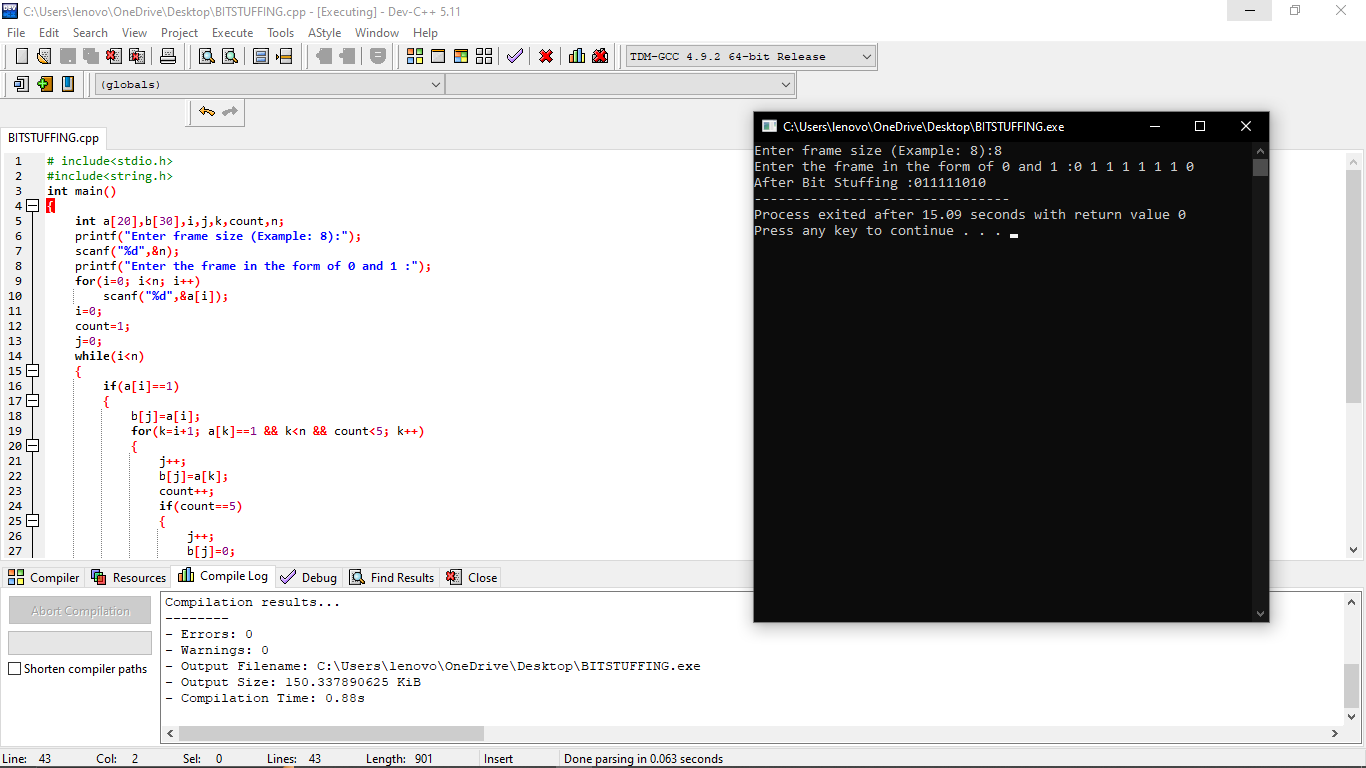 C:\Users\lenovo\OneDrive\Desktop\BITSTUFFING.cpp - [Executing] - Dev-C++ 5.11
File Edit Search View Project Execute Tools AStyle Window Help
TDM-GCC 4.9.2 64-bit Release
(globals)
BITSTUFFING.cpp
1 # include<stdio.h>
2 #include<string.h>
3 int main()
4 {
5 int a[20],b[30],i,j,k,count,n;
6 printf("Enter frame size (Example: 8):");
7 scanf("%d",&n);
8 printf("Enter the frame in the form of 0 and 1 :");
9 for(i=0; i<n; i++)
10 scanf("%d",&a[i]);
11 i=0;
12 count=1;
13 j=0;
14 while(i<n)
15 {
16 if(a[i]==1)
17 {
18 b[j]=a[i];
19 for(k=i+1; a[k]==1 && k<n && count<5; k++)
20 {
21 j++;
22 b[j]=a[k];
23 count++;
24 if(count==5)
25 {
26 j++;
27 b[j]=0;
C:\Users\lenovo\OneDrive\Desktop\BITSTUFFING.exe
Enter frame size (Example: 8):8
Enter the frame in the form of 0 and 1 :0 1 1 1 1 1 1 0
After Bit Stuffing :011111010
--------------------------------
Process exited after 15.09 seconds with return value 0
Press any key to continue . . .
Compiler Resources Compile Log Debug Find Results Close
Abort Compilation
Shorten compiler paths
Compilation results...
--------
- Errors: 0
- Warnings: 0
- Output Filename: C:\Users\lenovo\OneDrive\Desktop\BITSTUFFING.exe
- Output Size: 150.337890625 KiB
- Compilation Time: 0.88s
Line: 43 Col: 2 Sel: 0 Lines: 43 Length: 901 Insert Done parsing in 0.063 seconds